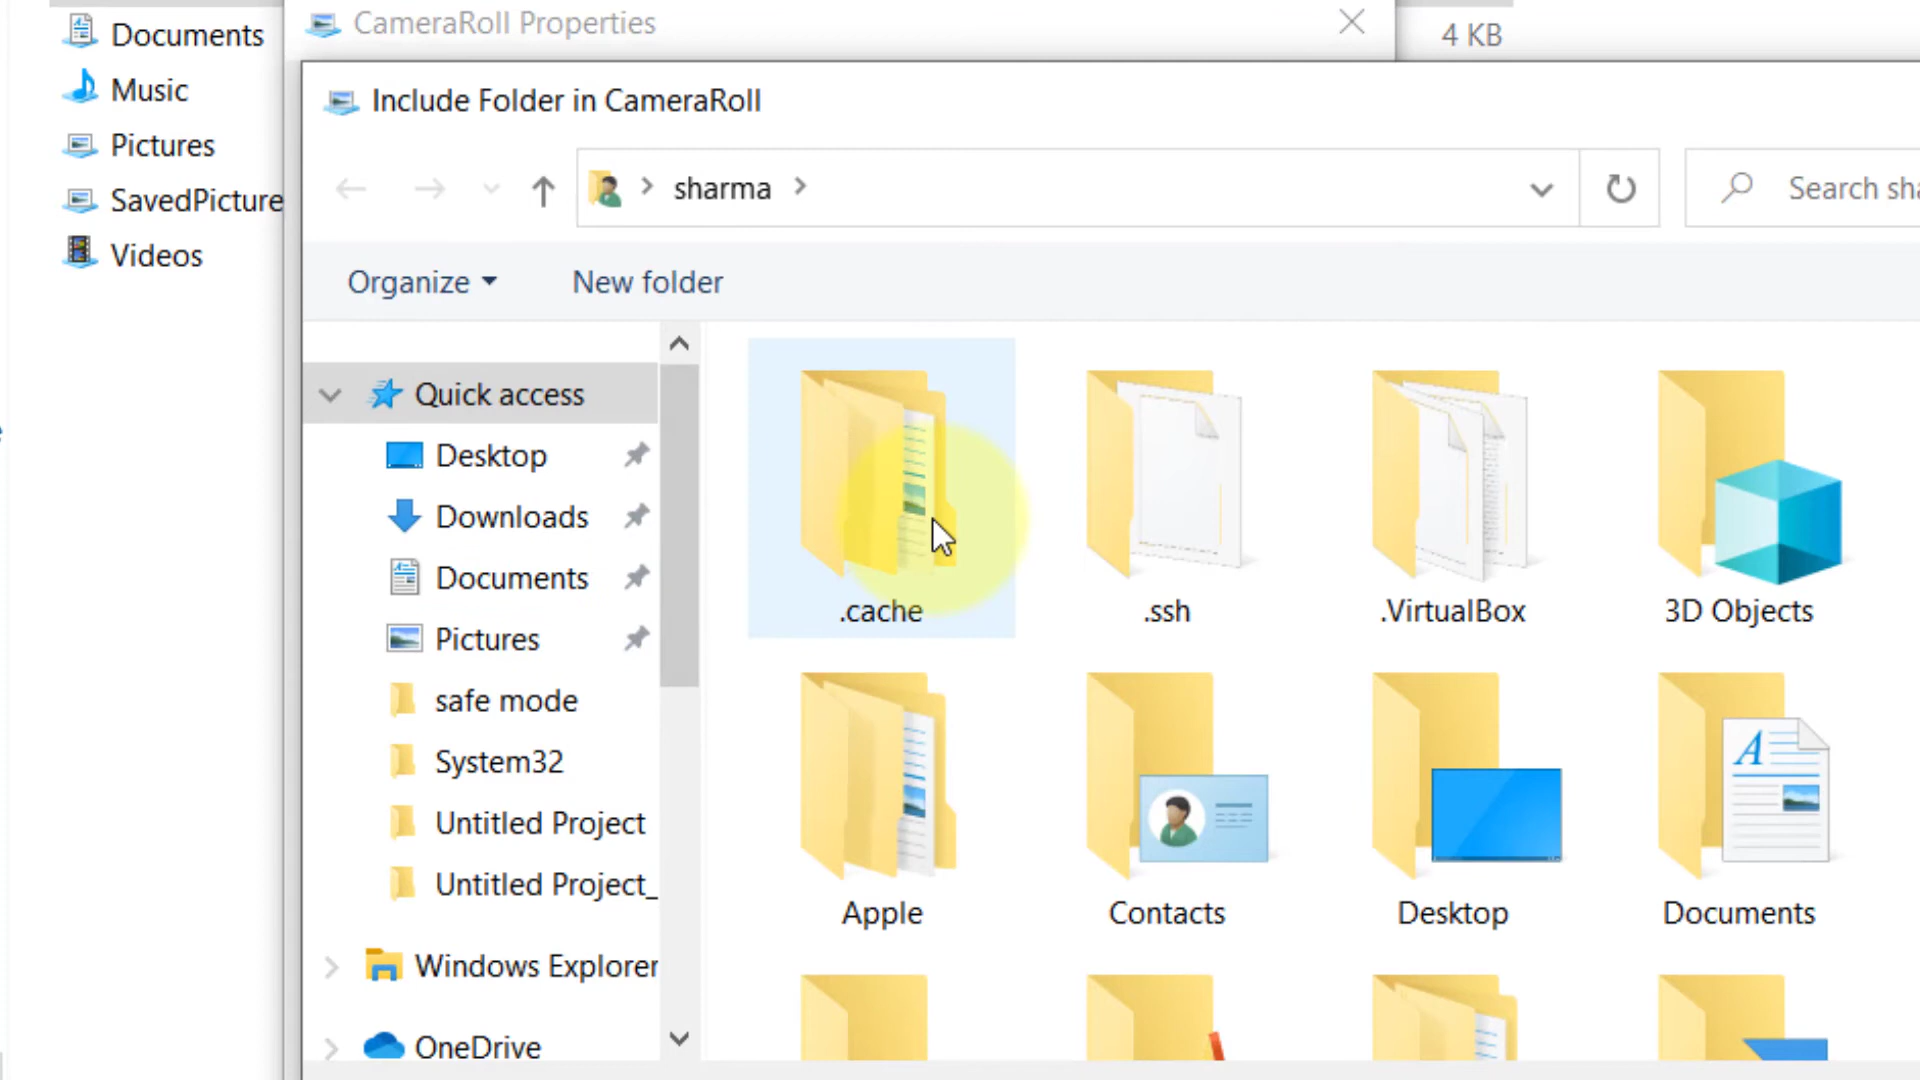 Documents
Music
Pictures
SavedPicture
Videos
CameraRoll Properties
4 KB
Include Folder in CameraRoll
sharma
Search sha
Organize
New folder
Quick access
Desktop
Downloads
Documents
Pictures
safe mode
System32
Untitled Project
Untitled Project_
Windows Explorer
OneDrive
.cache
.ssh
.VirtualBox
3D Objects
Apple
Contacts
Desktop
Documents